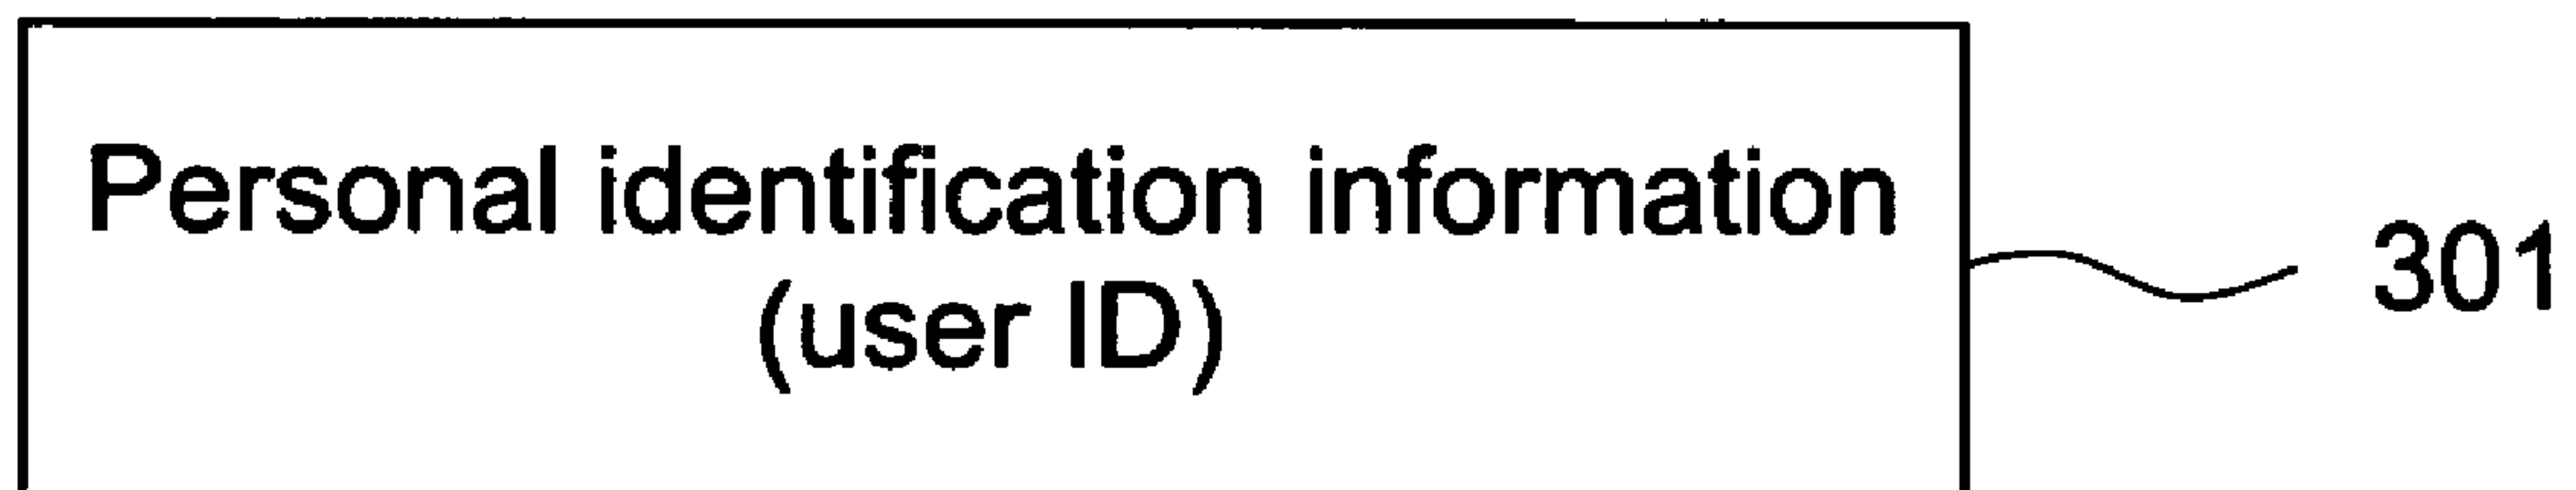 Personal identification information
(user ID)
301